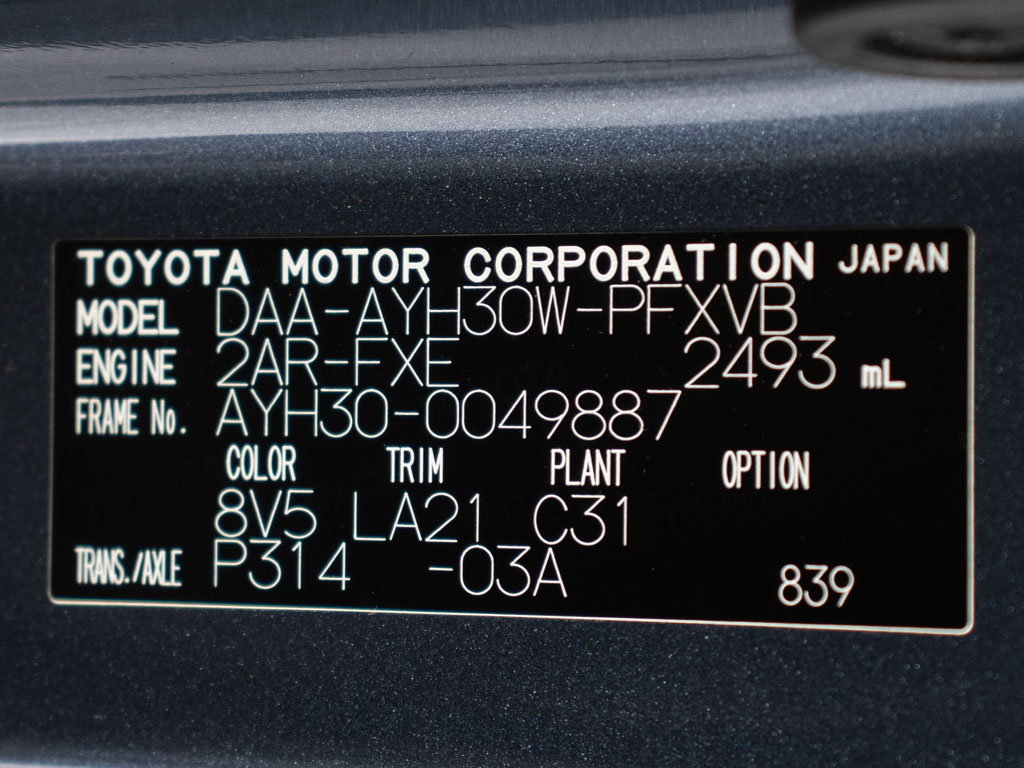 TOYOTA MOTOR CORPORATION JAPAN
MODEL DAA-AYH30W-PFXVB
ENGINE 2AR-FXE 2493 mL
FRAME No. AYH30-0049887
COLOR TRIM PLANT OPTION
8V5 LA21 C31
TRANS./AXLE P314 -03A 839